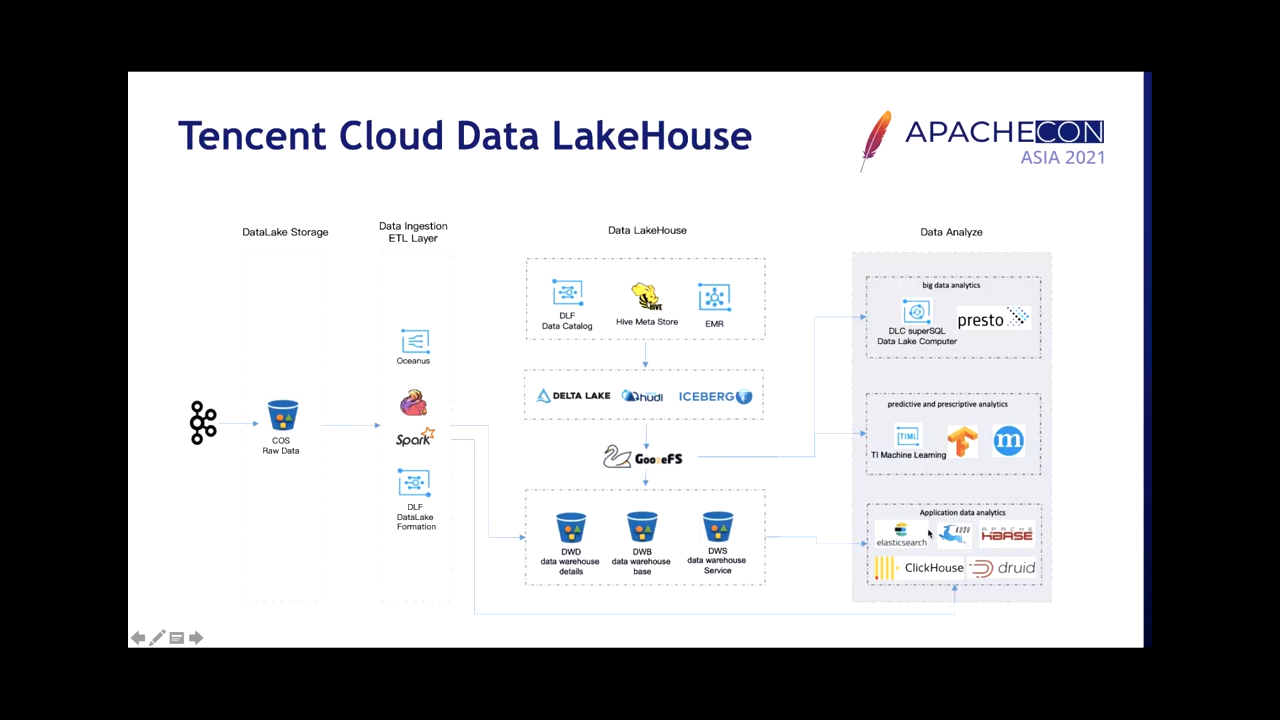 Tencent Cloud Data LakeHouse
APACHECON
ASIA 2021
DataLake Storage
COS
Raw Data
Data Ingestion
ETL Layer
Oceanus
Spark
DLF
DataLake
Formation
Data LakeHouse
DLF
Data Catalog
HIVE
Hive Meta Store
EMR
DELTA LAKE
hudi
ICEBERG
GooseFS
DWD
data warehouse
details
DWB
data warehouse
base
DWS
data warehouse
Service
Data Analyze
big data analytics
DLC superSQL
Data Lake Computer
presto
predictive and prescriptive analytics
TIML
TI Machine Learning
m
Application data analytics
elasticsearch
APACHE
HBASE
ClickHouse
druid